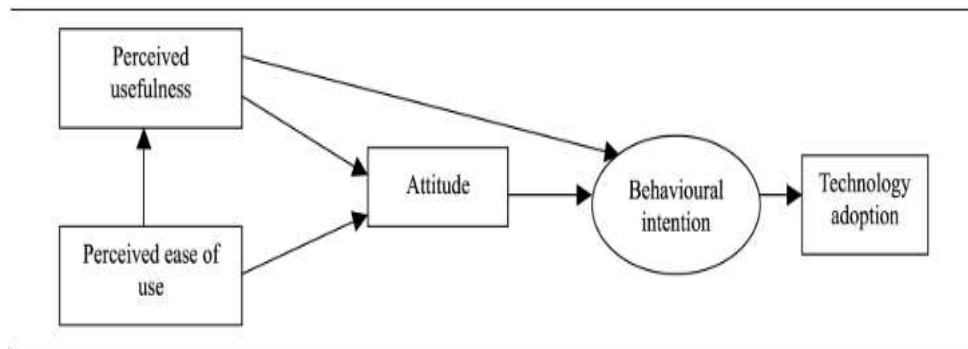 Perceived
usefulness
Attitude
Behavioural
intention
Technology
adoption
Perceived ease of
use